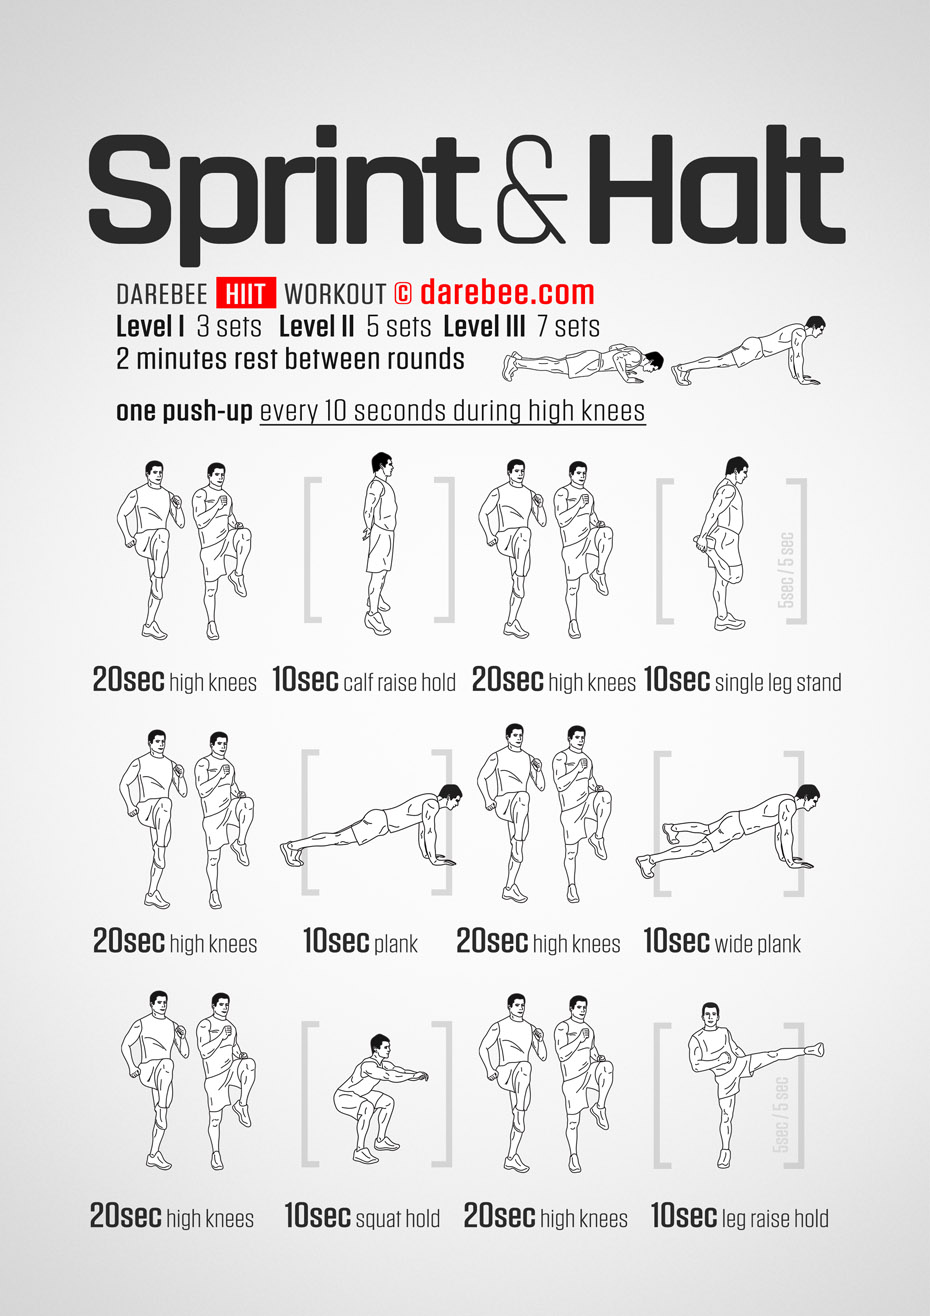 Sprint & Halt
DAREBEE HIIT WORKOUT © darebee.com
Level I 3 sets Level II 5 sets Level III 7 sets
2 minutes rest between rounds
one push-up every 10 seconds during high knees
5sec / 5 sec
20sec high knees 10sec calf raise hold 20sec high knees 10sec single leg stand
20sec high knees 10sec plank 20sec high knees 10sec wide plank
5sec / 5 sec
20sec high knees 10sec squat hold 20sec high knees 10sec leg raise hold